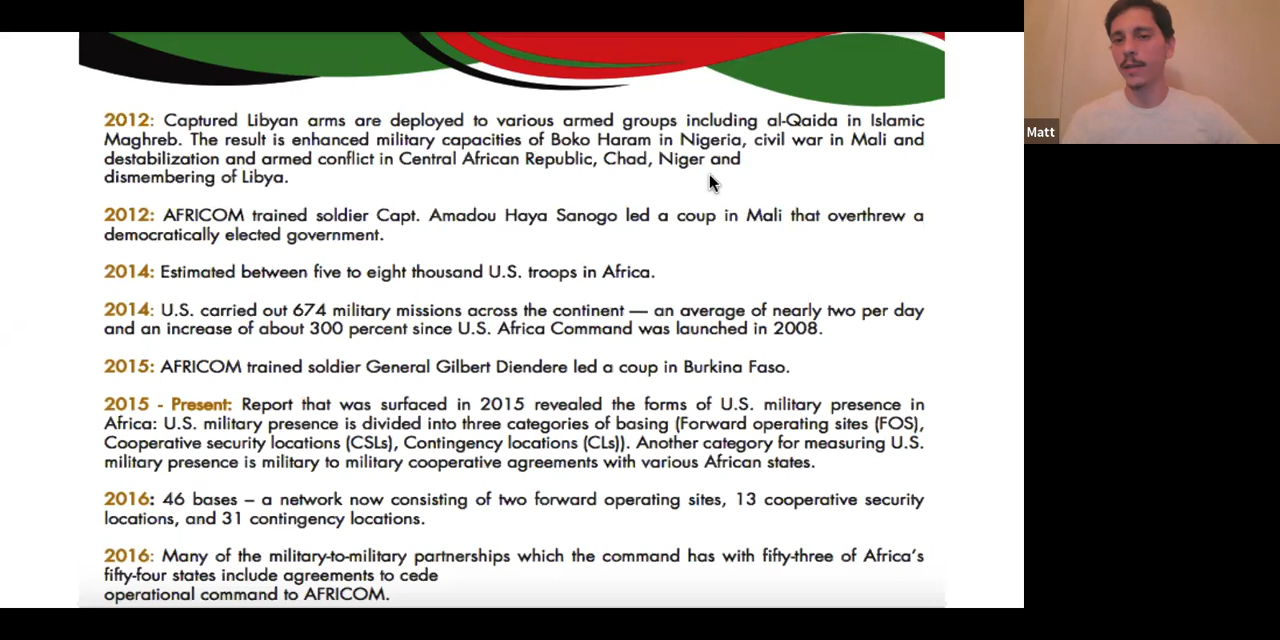 2012: Captured Libyan arms are deployed to various armed groups including al-Qaida in Islamic
Maghreb. The result is enhanced military capacities of Boko Haram in Nigeria, civil war in Mali and
destabilization and armed conflict in Central African Republic, Chad, Niger and
dismembering of Libya.
2012: AFRICOM trained soldier Capt. Amadou Haya Sanogo led a coup in Mali that overthrew a
democratically elected government.
2014: Estimated between five to eight thousand U.S. troops in Africa.
2014: U.S. carried out 674 military missions across the continent — an average of nearly two per day
and an increase of about 300 percent since U.S. Africa Command was launched in 2008.
2015: AFRICOM trained soldier General Gilbert Diendere led a coup in Burkina Faso.
2015 - Present: Report that was surfaced in 2015 revealed the forms of U.S. military presence in
Africa: U.S. military presence is divided into three categories of basing (Forward operating sites (FOS),
Cooperative security locations (CSLs), Contingency locations (CLs)). Another category for measuring U.S.
military presence is military to military cooperative agreements with various African states.
2016: 46 bases – a network now consisting of two forward operating sites, 13 cooperative security
locations, and 31 contingency locations.
2016: Many of the military-to-military partnerships which the command has with fifty-three of Africa's
fifty-four states include agreements to cede
operational command to AFRICOM.
Matt